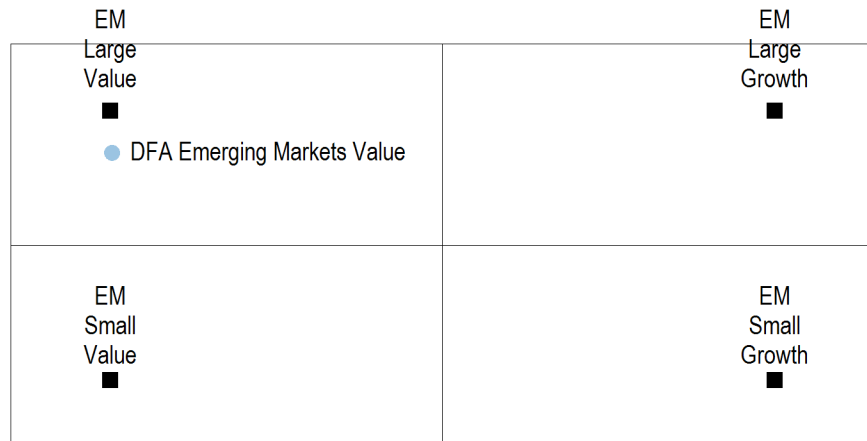 EM
Large
Value
EM
Large
Growth
DFA Emerging Markets Value
EM
Small
Value
EM
Small
Growth